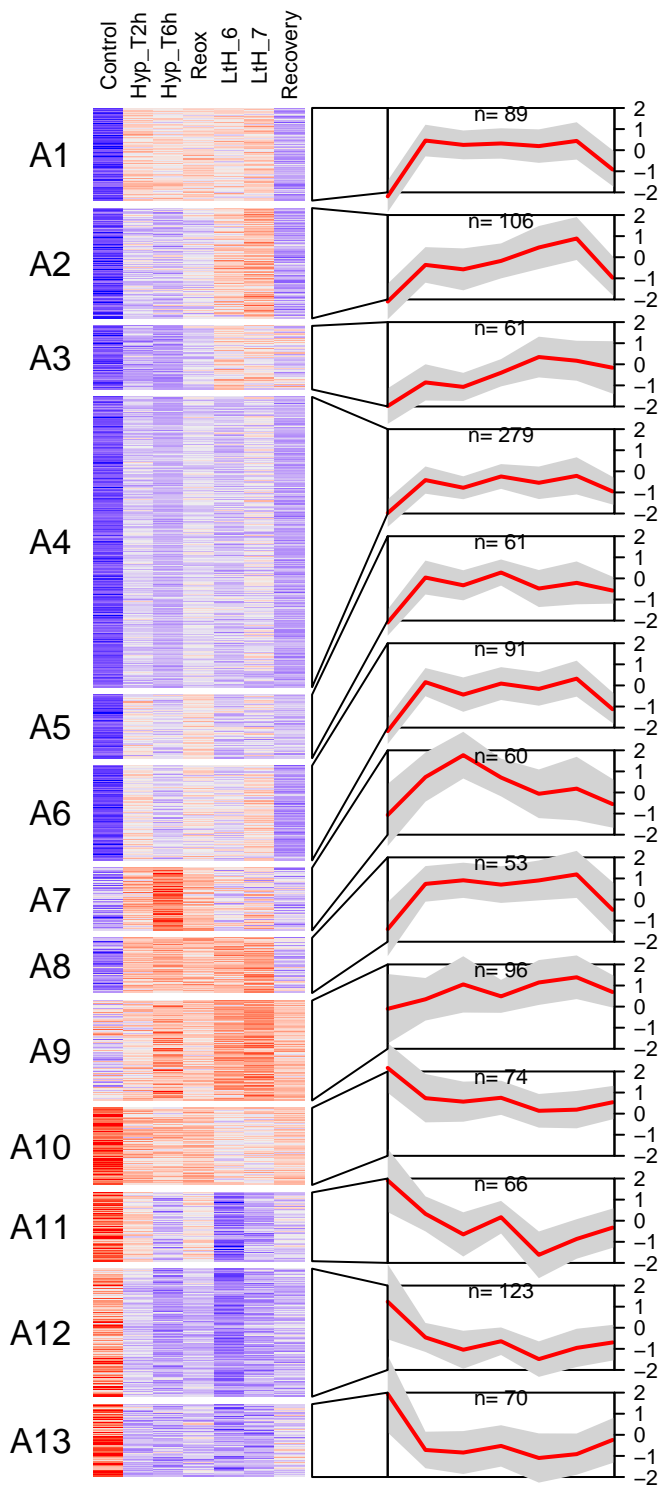 Control
Hyp_T2h
Hyp_T6h
Reox
LtH_6
LtH_7
Recovery
A1
n= 89
2
1
0
−1
−2
A2
n= 106
2
1
0
−1
−2
A3
n= 61
2
1
0
−1
−2
A4
n= 279
2
1
0
−1
−2
n= 61
2
1
0
−1
−2
A5
n= 91
2
1
0
−1
−2
A6
n= 60
2
1
0
−1
−2
A7
n= 53
2
1
0
−1
−2
A8
n= 96
2
1
0
−1
−2
A9
n= 74
2
1
0
−1
−2
A10
n= 66
2
1
0
−1
−2
A11
n= 123
2
1
0
−1
−2
A12
n= 70
2
1
0
−1
−2
A13